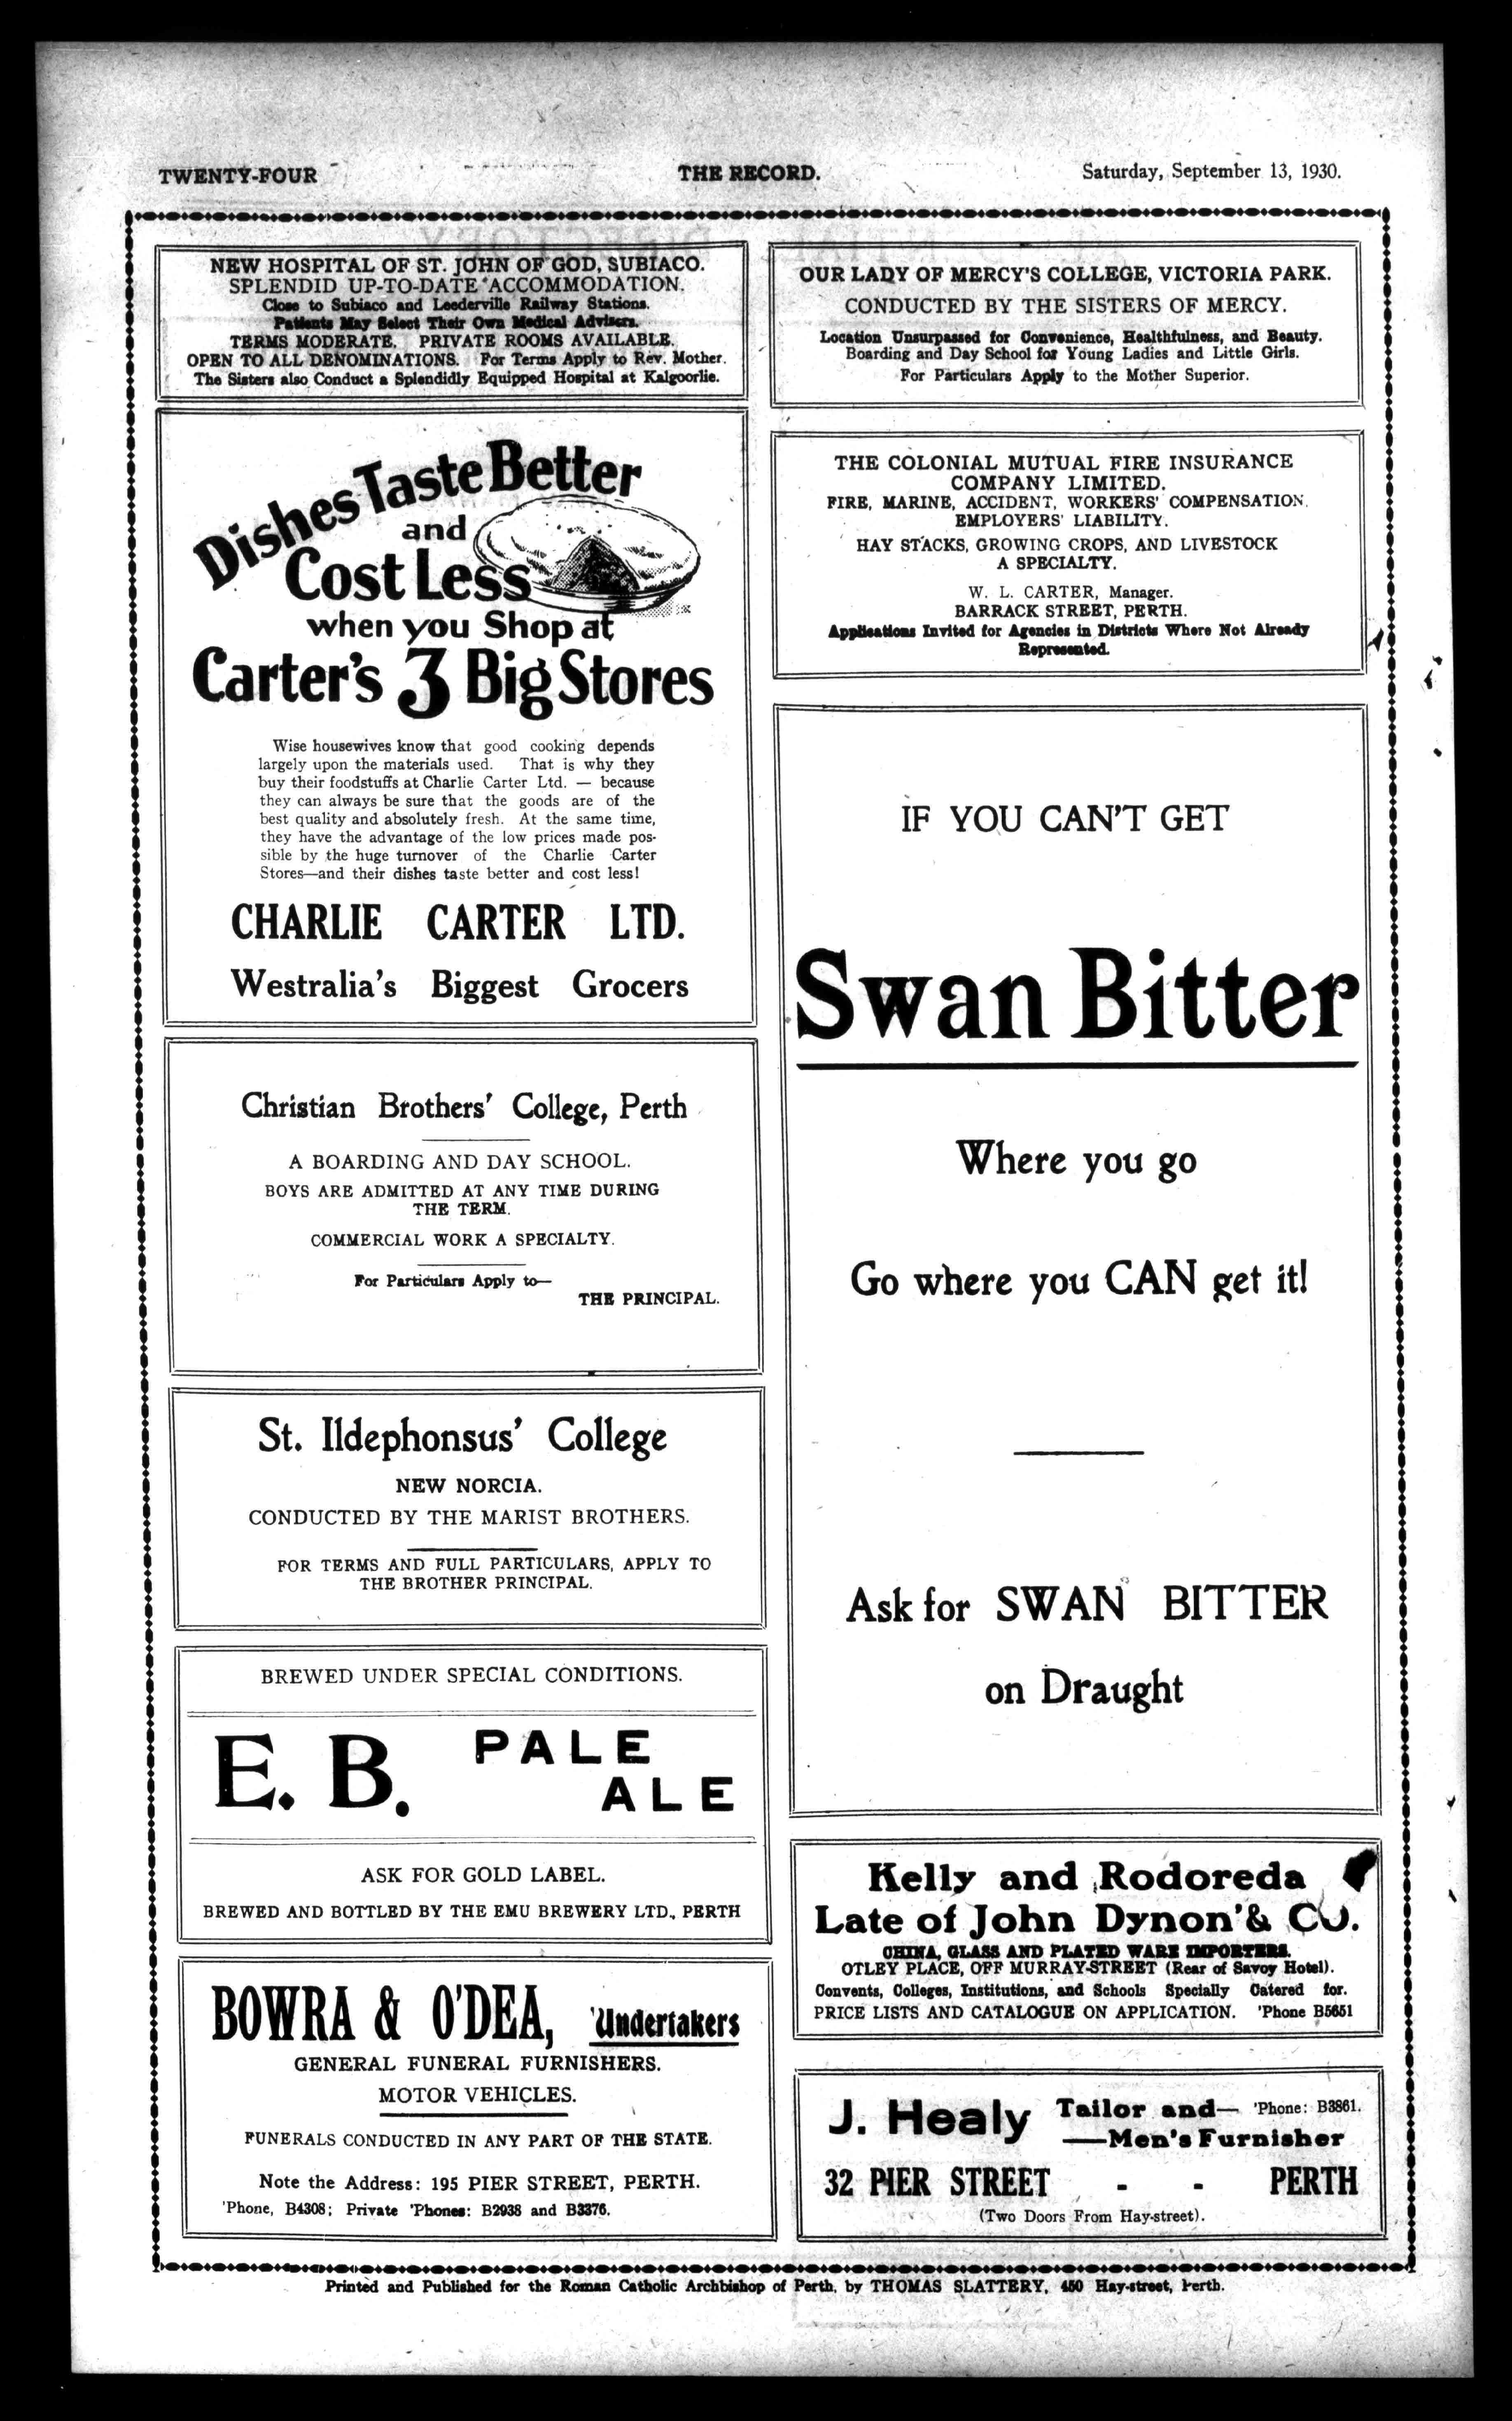 TWENTY-FOUR THE RECORD. Saturday, September 13, 1930.
NEW HOSPITAL OF ST. JOHN OF GOD, SUBIACO.
SPLENDID UP-TO-DATE ACCOMMODATION.
Close to Subiaco and Leederville Railway Stations.
Patients May Select Their Own Medical Advisers.
TERMS MODERATE. PRIVATE ROOMS AVAILABLE.
OPEN TO ALL DENOMINATIONS. For Terms Apply to Rev. Mother.
The Sisters also Conduct a Splendidly Equipped Hospital at Kalgoorlie.
Dishes Taste Better
and
Cost Less
when you Shop at
Carter's 3 Big Stores
Wise housewives know that good cooking depends
largely upon the materials used. That is why they
buy their foodstuffs at Charlie Carter Ltd. — because
they can always be sure that the goods are of the
best quality and absolutely fresh. At the same time,
they have the advantage of the low prices made pos-
sible by the huge turnover of the Charlie Carter
Stores—and their dishes taste better and cost less!
CHARLIE CARTER LTD.
Westralia's Biggest Grocers
Christian Brothers' College, Perth
A BOARDING AND DAY SCHOOL.
BOYS ARE ADMITTED AT ANY TIME DURING
THE TERM.
COMMERCIAL WORK A SPECIALTY.
For Particulars Apply to—
THE PRINCIPAL.
St. Ildephonsus' College
NEW NORCIA.
CONDUCTED BY THE MARIST BROTHERS.
FOR TERMS AND FULL PARTICULARS, APPLY TO
THE BROTHER PRINCIPAL.
BREWED UNDER SPECIAL CONDITIONS.
E. B. PALE
ALE
ASK FOR GOLD LABEL.
BREWED AND BOTTLED BY THE EMU BREWERY LTD., PERTH
BOWRA & O'DEA, Undertakers
GENERAL FUNERAL FURNISHERS.
MOTOR VEHICLES.
FUNERALS CONDUCTED IN ANY PART OF THE STATE.
Note the Address: 195 PIER STREET, PERTH.
'Phone, B4308; Private 'Phones: B2938 and B3376.
OUR LADY OF MERCY'S COLLEGE, VICTORIA PARK.
CONDUCTED BY THE SISTERS OF MERCY.
Location Unsurpassed for Convenience, Healthfulness, and Beauty.
Boarding and Day School for Young Ladies and Little Girls.
For Particulars Apply to the Mother Superior.
THE COLONIAL MUTUAL FIRE INSURANCE
COMPANY LIMITED.
FIRE, MARINE, ACCIDENT, WORKERS' COMPENSATION,
EMPLOYERS' LIABILITY.
HAY STACKS, GROWING CROPS, AND LIVESTOCK
A SPECIALTY.
W. L. CARTER, Manager.
BARRACK STREET, PERTH.
Applications Invited for Agencies in Districts Where Not Already
Represented.
IF YOU CAN'T GET
Swan Bitter
Where you go
Go where you CAN get it!
Ask for SWAN BITTER
on Draught
Kelly and Rodoreda
Late of John Dynon & CO.
CHINA, GLASS AND PLATED WARE IMPORTERS.
OTLEY PLACE, OFF MURRAY-STREET (Rear of Savoy Hotel).
Convents, Colleges, Institutions, and Schools Specially Catered for.
PRICE LISTS AND CATALOGUE ON APPLICATION. 'Phone B5651
J. Healy Tailor and— 'Phone: B3861.
—Men's Furnisher
32 PIER STREET - - PERTH
(Two Doors From Hay-street).
Printed and Published for the Roman Catholic Archbishop of Perth, by THOMAS SLATTERY, 450 Hay-street, Perth.